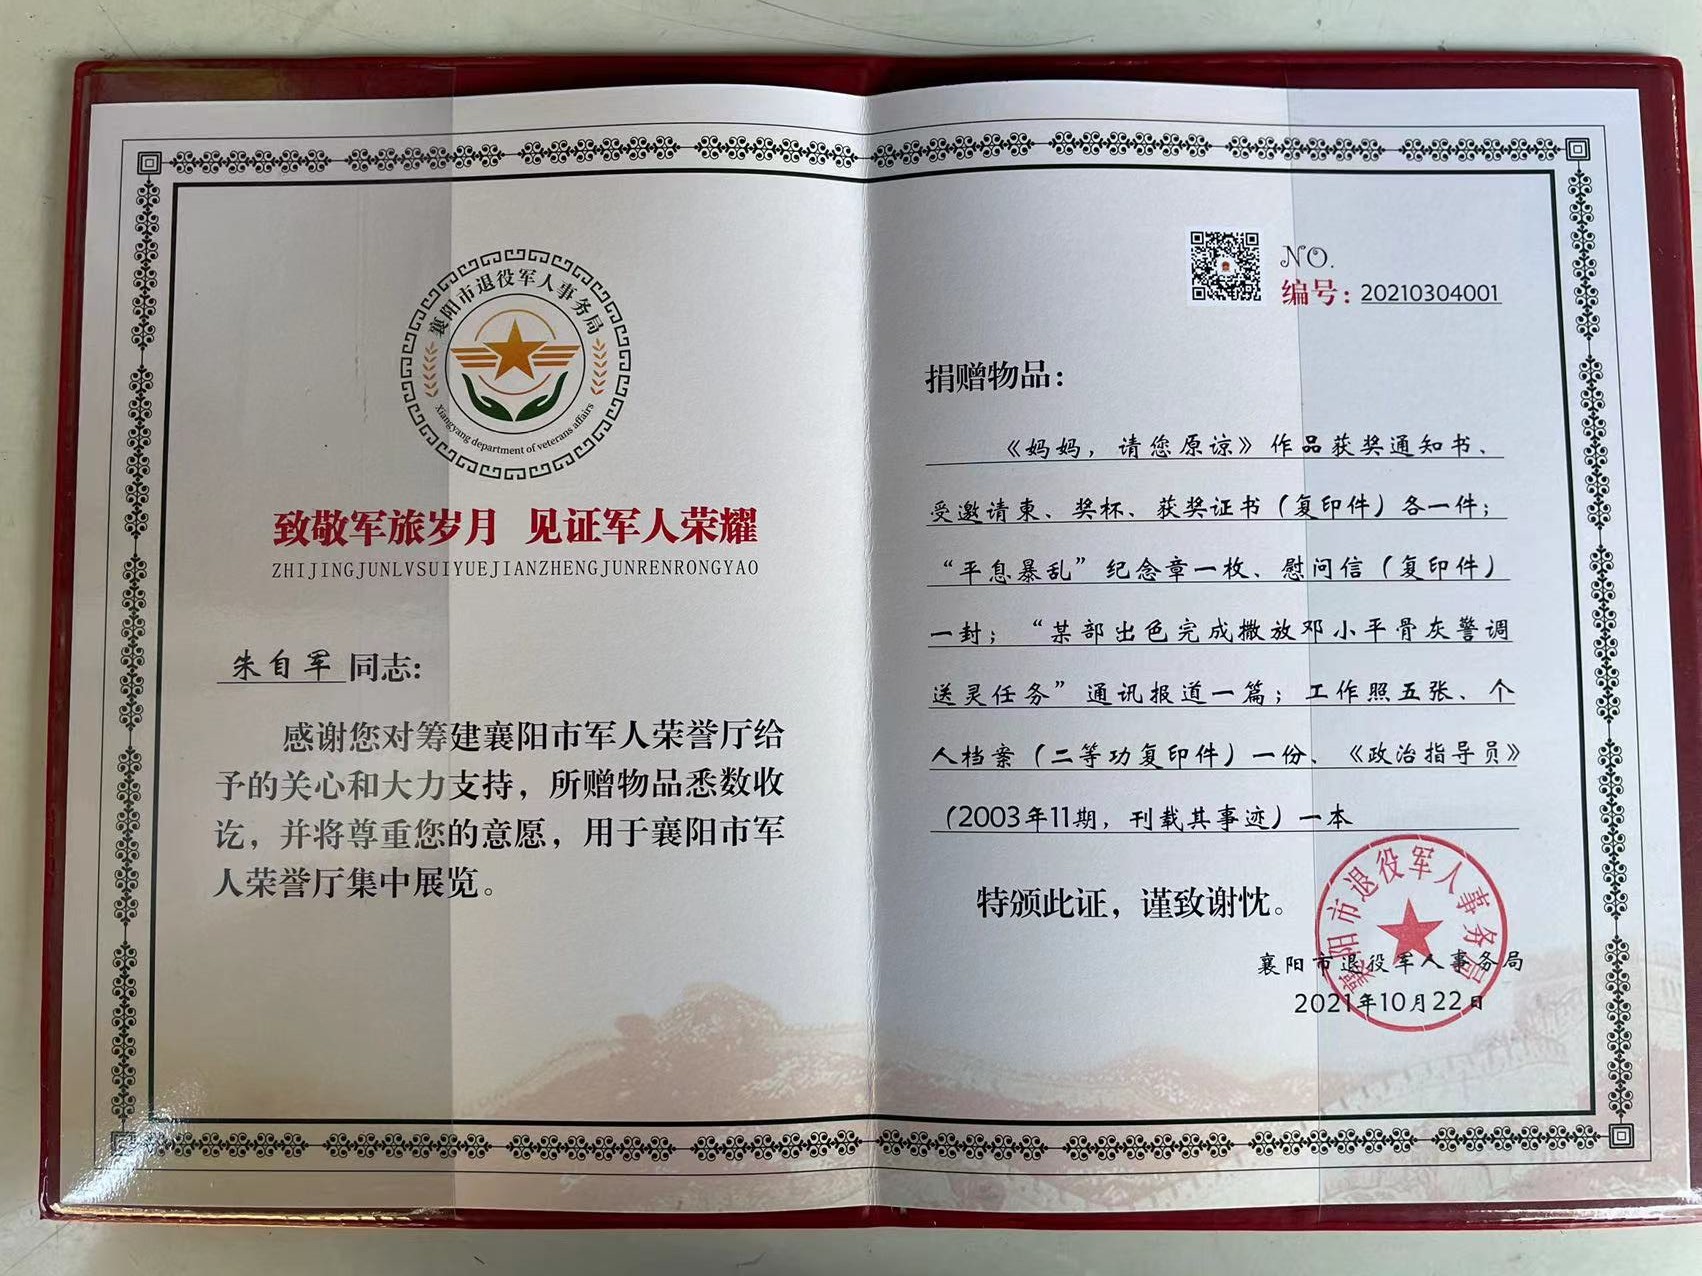 襄阳市退役军人事务局
Xiangyang department of veterans affairs
致敬军旅岁月 见证军人荣耀
ZHIJINGJUNLVSUIYUEJIANZHENGJUNRENRONGYAO
朱自军 同志:
感谢您对筹建襄阳市军人荣誉厅给
予的关心和大力支持，所赠物品悉数收
讫，并将尊重您的意愿，用于襄阳市军
人荣誉厅集中展览。
NO.
编号: 20210304001
捐赠物品:
《妈妈，请您原谅》作品获奖通知书、
受邀请柬、奖杯、获奖证书（复印件）各一件；
“平息暴乱”纪念章一枚、慰问信（复印件）
一封；“某部出色完成撒放邓小平骨灰警调
送灵任务”通讯报道一篇；工作照五张、个
人档案（二等功复印件）一份、《政治指导员》
（2003年11期，刊载其事迹）一本
特颁此证，谨致谢忱。
襄阳市退役军人事务局
2021年10月22日
襄阳市退役军人事务局